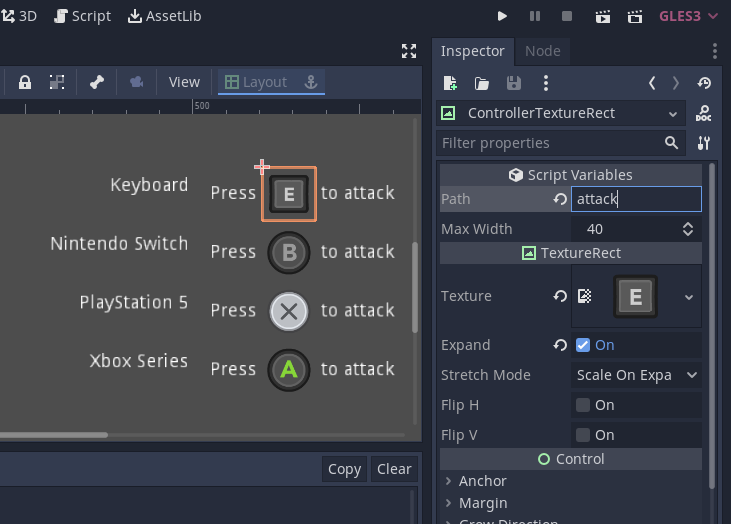 3D Script AssetLib GLES3
Inspector Node
View Layout
ControllerTextureRect
500
Filter properties
Script Variables
Path attack
Max Width 40
TextureRect
Texture E
Expand On
Stretch Mode Scale On Expa
Flip H On
Flip V On
Control
Anchor
Margin
Grow Direction
Keyboard Press E to attack
Nintendo Switch Press B to attack
PlayStation 5 Press X to attack
Xbox Series Press A to attack
Copy Clear